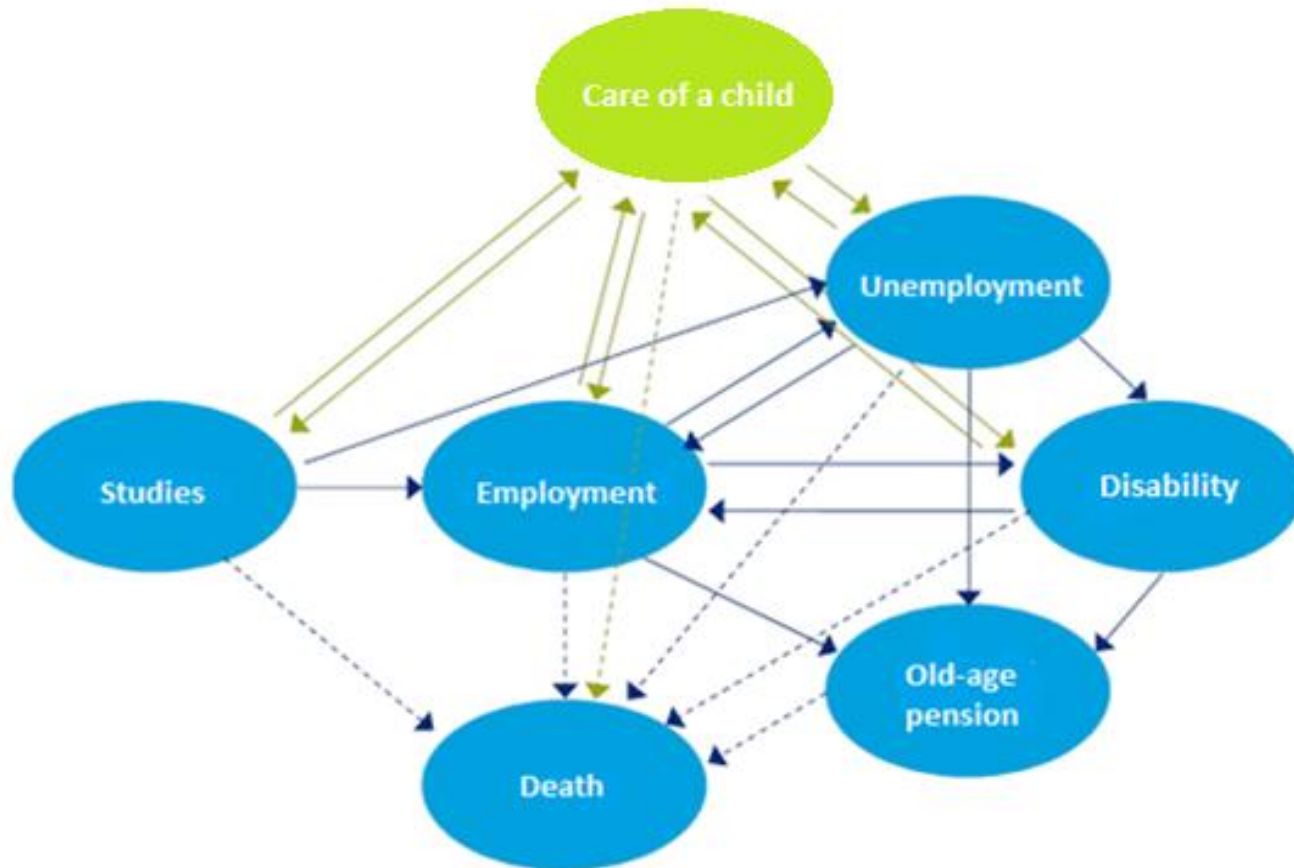 Care of a child
Unemployment
Studies
Employment
Disability
Old-age
pension
Death